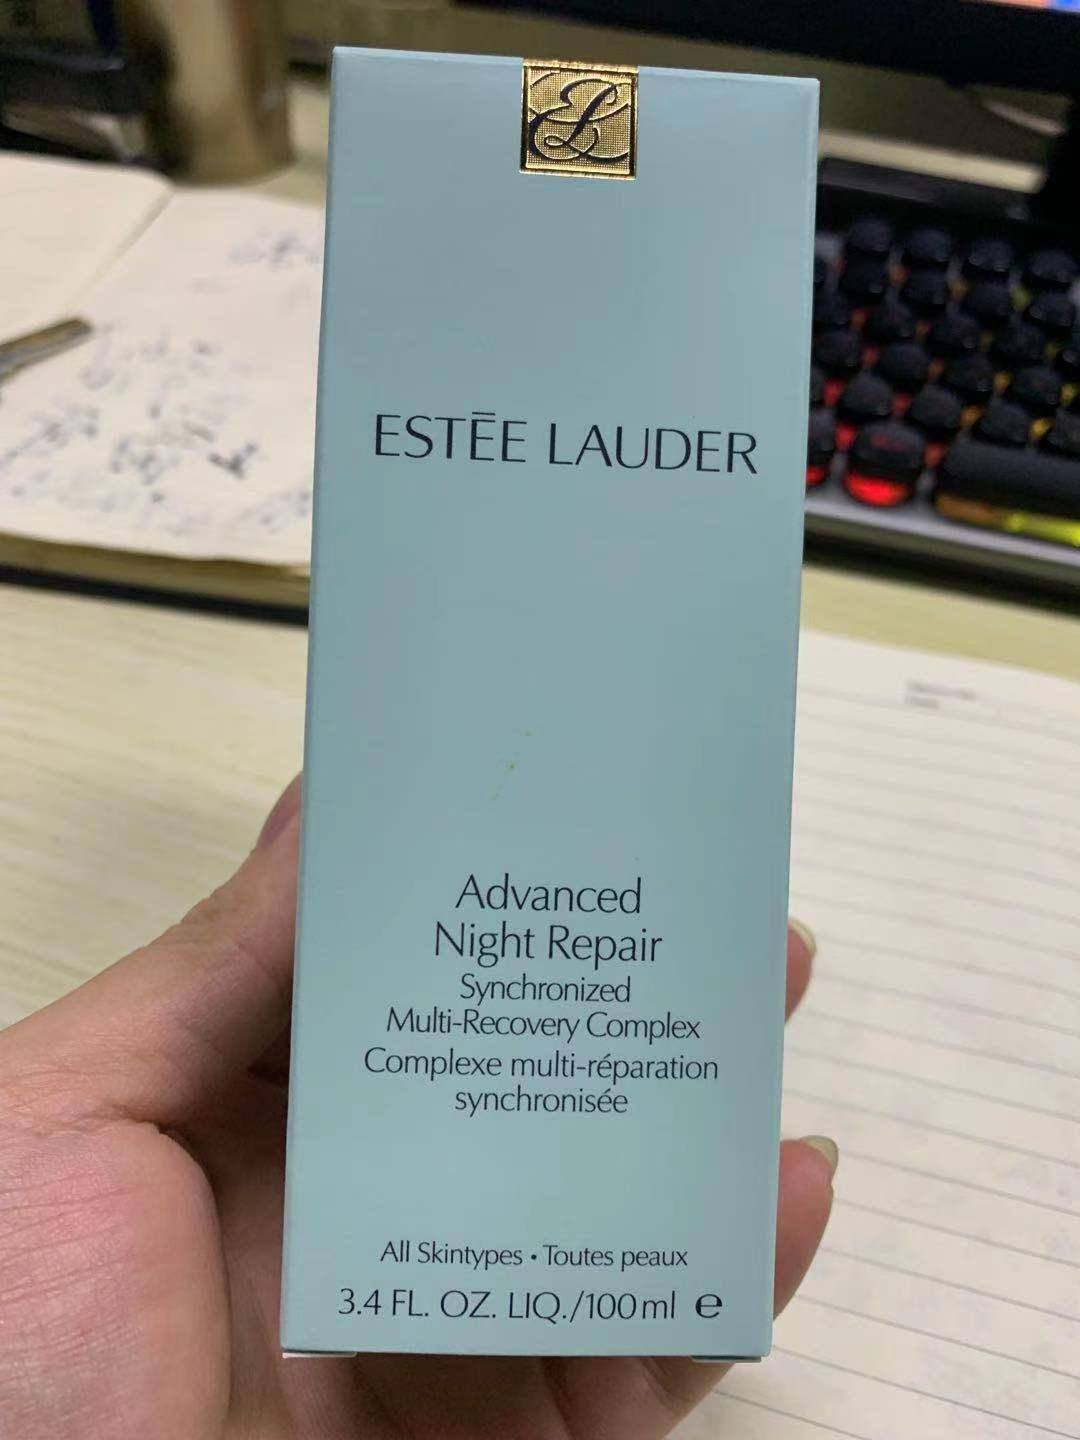 ESTĒE LAUDER
Advanced
Night Repair
Synchronized
Multi-Recovery Complex
Complexe multi-réparation
synchronisée
All Skintypes • Toutes peaux
3.4 FL. OZ. LIQ./100ml ℮